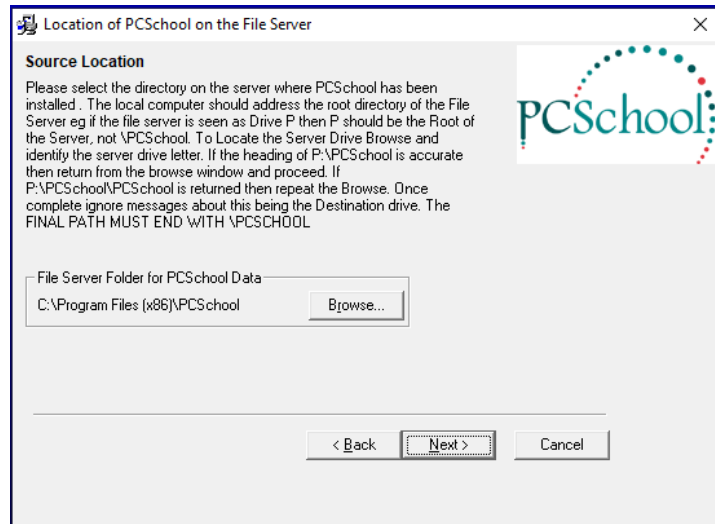 Location of PCSchool on the File Server
Source Location
Please select the directory on the server where PCSchool has been
installed . The local computer should address the root directory of the File
Server eg if the file server is seen as Drive P then P should be the Root of
the Server, not \PCSchool. To Locate the Server Drive Browse and
identify the server drive letter. If the heading of P:\PCSchool is accurate
then return from the browse window and proceed. If
P:\PCSchool\PCSchool is returned then repeat the Browse. Once
complete ignore messages about this being the Destination drive. The
FINAL PATH MUST END WITH \PCSCHOOL
PCSchool
File Server Folder for PCSchool Data
C:\Program Files (x86)\PCSchool
Browse...
< Back
Next >
Cancel